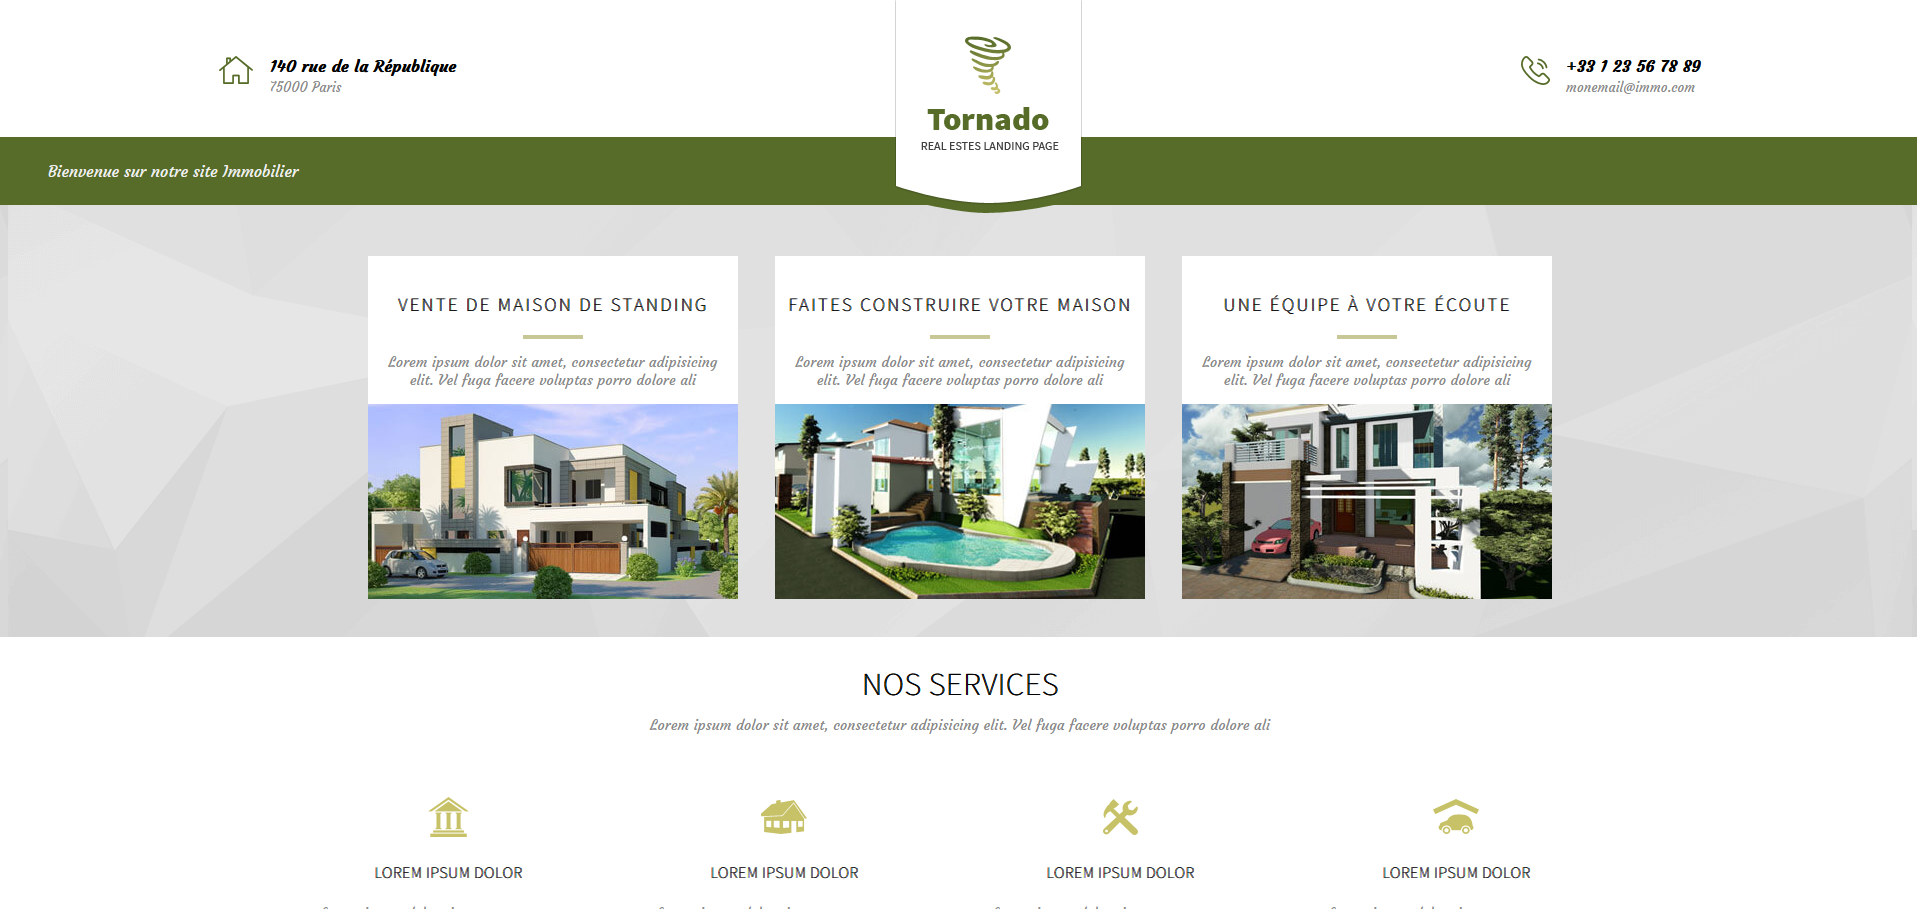 140 rue de la République
75000 Paris
Tornado
REAL ESTES LANDING PAGE
+33 1 23 56 78 89
monemail@immo.com
Bienvenue sur notre site Immobilier
VENTE DE MAISON DE STANDING
Lorem ipsum dolor sit amet, consectetur adipisicing
elit. Vel fuga facere voluptas porro dolore ali
FAITES CONSTRUIRE VOTRE MAISON
Lorem ipsum dolor sit amet, consectetur adipisicing
elit. Vel fuga facere voluptas porro dolore ali
UNE ÉQUIPE À VOTRE ÉCOUTE
Lorem ipsum dolor sit amet, consectetur adipisicing
elit. Vel fuga facere voluptas porro dolore ali
NOS SERVICES
Lorem ipsum dolor sit amet, consectetur adipisicing elit. Vel fuga facere voluptas porro dolore ali
LOREM IPSUM DOLOR
LOREM IPSUM DOLOR
LOREM IPSUM DOLOR
LOREM IPSUM DOLOR